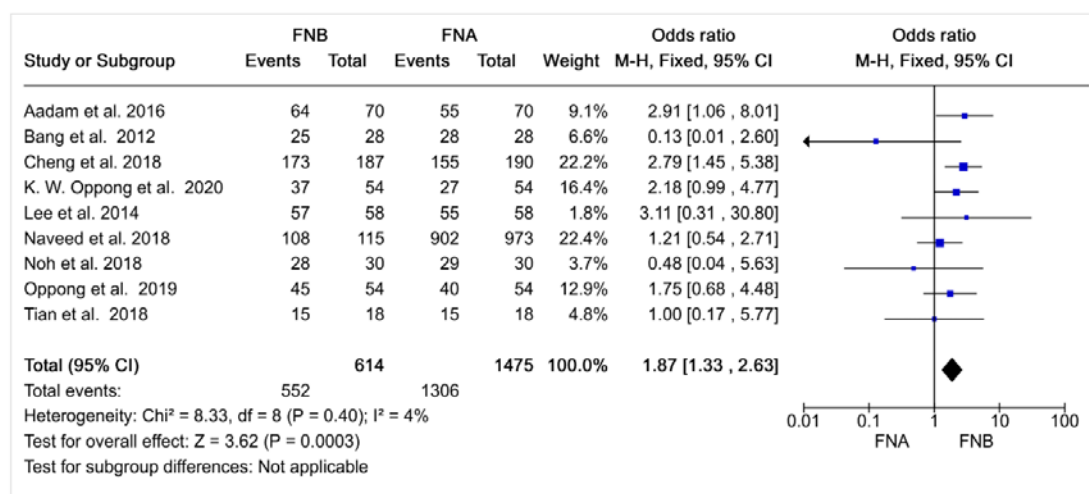 FNB FNA Odds ratio Odds ratio
Study or Subgroup Events Total Events Total Weight M-H, Fixed, 95% CI M-H, Fixed, 95% CI
Aadam et al. 2016 64 70 55 70 9.1% 2.91 [1.06 , 8.01]
Bang et al. 2012 25 28 28 28 6.6% 0.13 [0.01 , 2.60]
Cheng et al. 2018 173 187 155 190 22.2% 2.79 [1.45 , 5.38]
K. W. Oppong et al. 2020 37 54 27 54 16.4% 2.18 [0.99 , 4.77]
Lee et al. 2014 57 58 55 58 1.8% 3.11 [0.31 , 30.80]
Naveed et al. 2018 108 115 902 973 22.4% 1.21 [0.54 , 2.71]
Noh et al. 2018 28 30 29 30 3.7% 0.48 [0.04 , 5.63]
Oppong et al. 2019 45 54 40 54 12.9% 1.75 [0.68 , 4.48]
Tian et al. 2018 15 18 15 18 4.8% 1.00 [0.17 , 5.77]
Total (95% CI) 614 1475 100.0% 1.87 [1.33 , 2.63]
Total events: 552 1306
Heterogeneity: Chi² = 8.33, df = 8 (P = 0.40); I² = 4%
Test for overall effect: Z = 3.62 (P = 0.0003)
Test for subgroup differences: Not applicable
0.01 0.1 1 10 100
FNA FNB